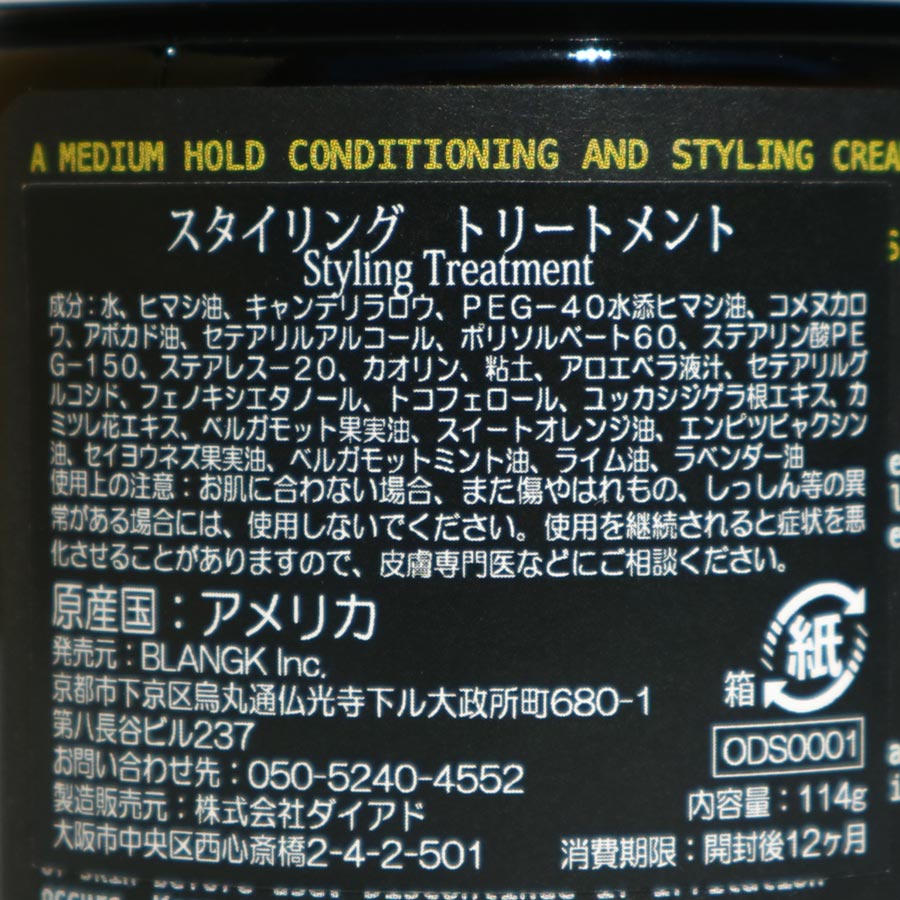 A MEDIUM HOLD CONDITIONING AND STYLING CREA
スタイリング　トリートメント
Styling Treatment
成分：水、ヒマシ油、キャンデリラロウ、PEG-40水添ヒマシ油、コメヌカロ
ウ、アボカド油、セテアリルアルコール、ポリソルベート60、ステアリン酸PE
G-150、ステアレス-20、カオリン、粘土、アロエベラ液汁、セテアリルグ
ルコシド、フェノキシエタノール、トコフェロール、ユッカシジゲラ根エキス、カ
ミツレ花エキス、ベルガモット果実油、スイートオレンジ油、エンピツビャクシン
油、セイヨウネズ果実油、ベルガモットミント油、ライム油、ラベンダー油
使用上の注意：お肌に合わない場合、また傷やはれもの、しっしん等の異
常がある場合には、使用しないでください。使用を継続されると症状を悪
化させることがありますので、皮膚専門医などにご相談ください。
原産国：アメリカ
発売元：BLANGK Inc.
京都市下京区烏丸通仏光寺下ル大政所町680-1
第八長谷ビル237
お問い合わせ先：050-5240-4552
製造販売元：株式会社ダイアド
大阪市中央区西心斎橋2-4-2-501
紙
箱
ODS0001
内容量：114g
消費期限：開封後12ヶ月